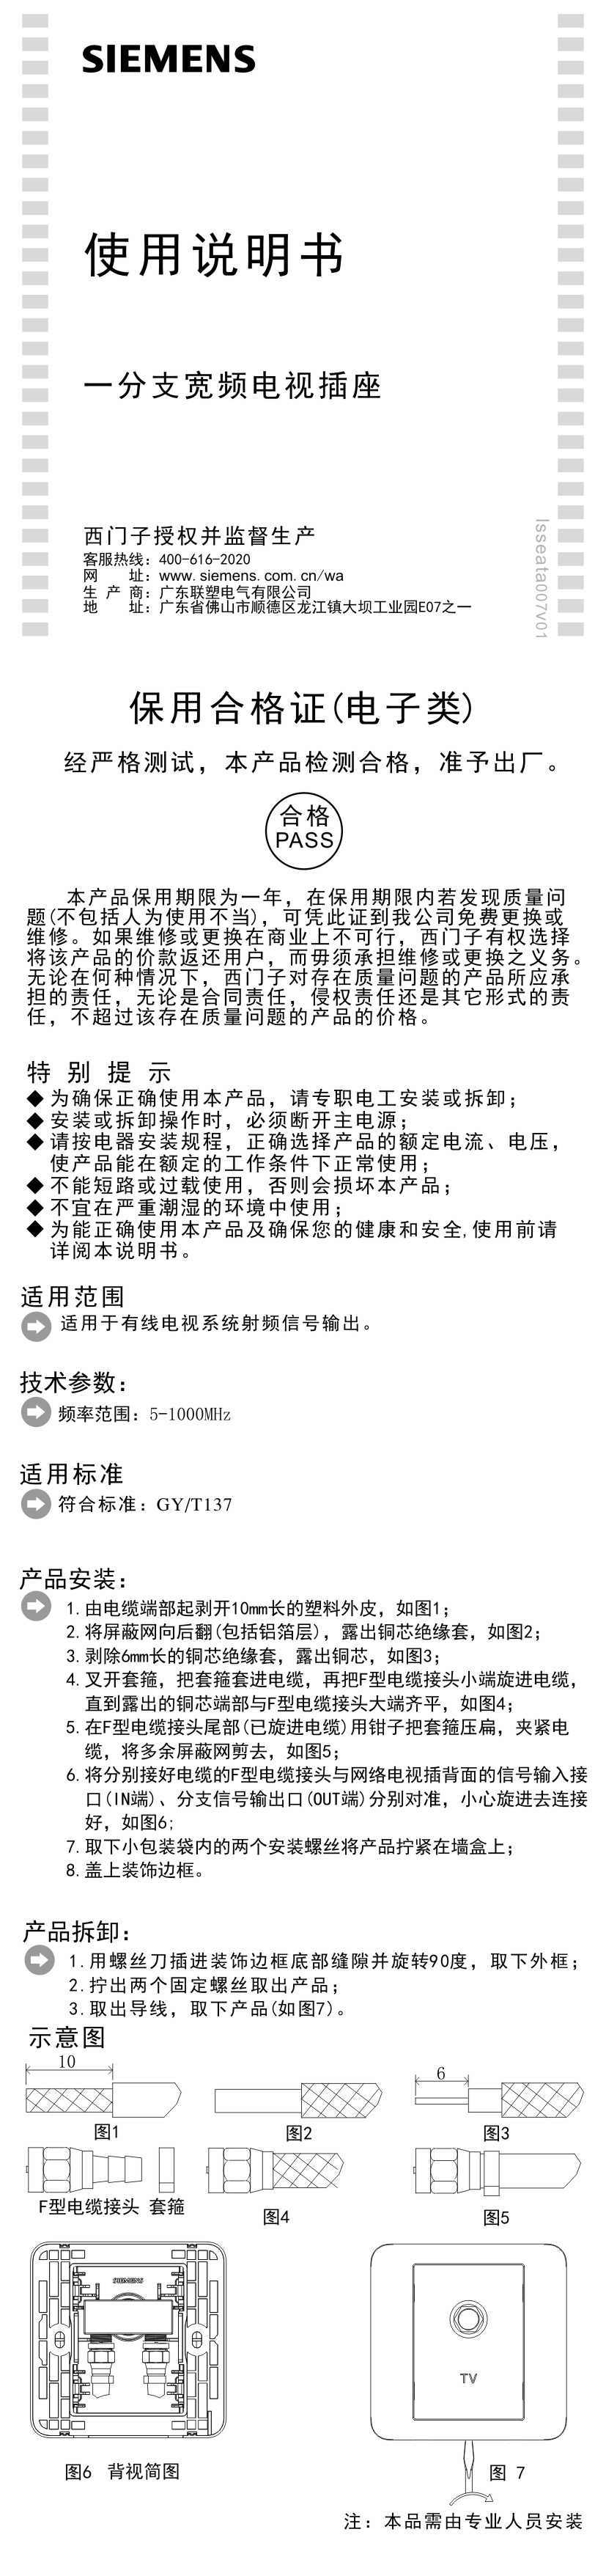 SIEMENS
使用说明书
一分支宽频电视插座
西门子授权并监督生产
客服热线：400-616-2020
网　　址：www.siemens.com.cn/wa
生 产 商：广东联塑电气有限公司
地　　址：广东省佛山市顺德区龙江镇大坝工业园E07之一
lsseata007v01
保用合格证(电子类)
经严格测试，本产品检测合格，准予出厂。
合格
PASS
本产品保用期限为一年，在保用期限内若发现质量问
题(不包括人为使用不当)，可凭此证到我公司免费更换或
维修。如果维修或更换在商业上不可行，西门子有权选择
将该产品的价款返还用户，而毋须承担维修或更换之义务。
无论在何种情况下，西门子对存在质量问题的产品所应承
担的责任，无论是合同责任，侵权责任还是其它形式的责
任，不超过该存在质量问题的产品的价格。
特 别 提 示
◆ 为确保正确使用本产品，请专职电工安装或拆卸；
◆ 安装或拆卸操作时，必须断开主电源；
◆ 请按电器安装规程，正确选择产品的额定电流、电压，
使产品能在额定的工作条件下正常使用；
◆ 不能短路或过载使用，否则会损坏本产品；
◆ 不宜在严重潮湿的环境中使用；
◆ 为能正确使用本产品及确保您的健康和安全,使用前请
详阅本说明书。
适用范围
适用于有线电视系统射频信号输出。
技术参数：
频率范围：5-1000MHz
适用标准
符合标准：GY/T137
产品安装：
1.由电缆端部起剥开10mm长的塑料外皮，如图1；
2.将屏蔽网向后翻(包括铝箔层)，露出铜芯绝缘套，如图2；
3.剥除6mm长的铜芯绝缘套，露出铜芯，如图3；
4.叉开套箍，把套箍套进电缆，再把F型电缆接头小端旋进电缆，
直到露出的铜芯端部与F型电缆接头大端齐平，如图4；
5.在F型电缆接头尾部(已旋进电缆)用钳子把套箍压扁，夹紧电
缆，将多余屏蔽网剪去，如图5；
6.将分别接好电缆的F型电缆接头与网络电视插背面的信号输入接
口(IN端)、分支信号输出口(OUT端)分别对准，小心旋进去连接
好，如图6;
7.取下小包装袋内的两个安装螺丝将产品拧紧在墙盒上；
8.盖上装饰边框。
产品拆卸：
1.用螺丝刀插进装饰边框底部缝隙并旋转90度，取下外框；
2.拧出两个固定螺丝取出产品；
3.取出导线，取下产品(如图7)。
示意图
10
6
图1
图2
图3
F型电缆接头 套箍
图4
图5
SIEMENS
TV
图6 背视简图
图 7
注：本品需由专业人员安装